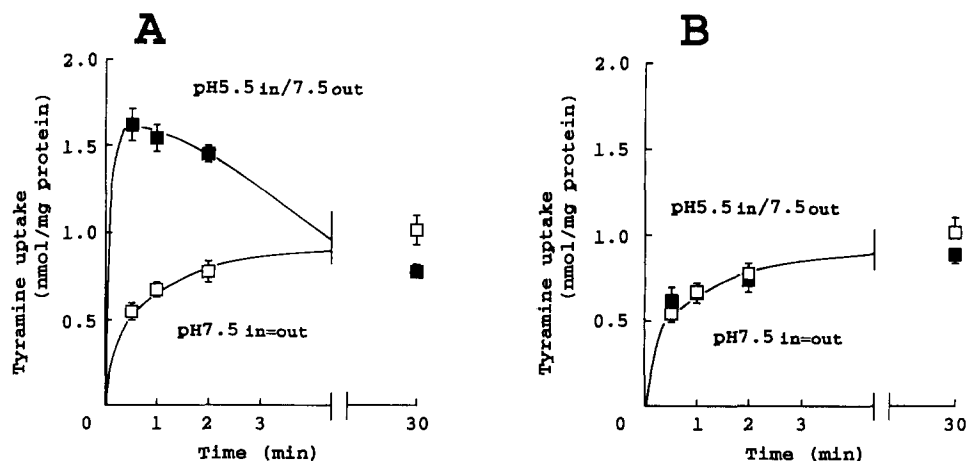 A
Tyramine uptake
(nmol/mg protein)
2.0
1.5
1.0
0.5
pH5.5 in/7.5 out
pH7.5 in=out
0 1 2 3 30
Time (min)
B
Tyramine uptake
(nmol/mg protein)
2.0
1.5
1.0
0.5
pH5.5 in/7.5 out
pH7.5 in=out
0 1 2 3 30
Time (min)